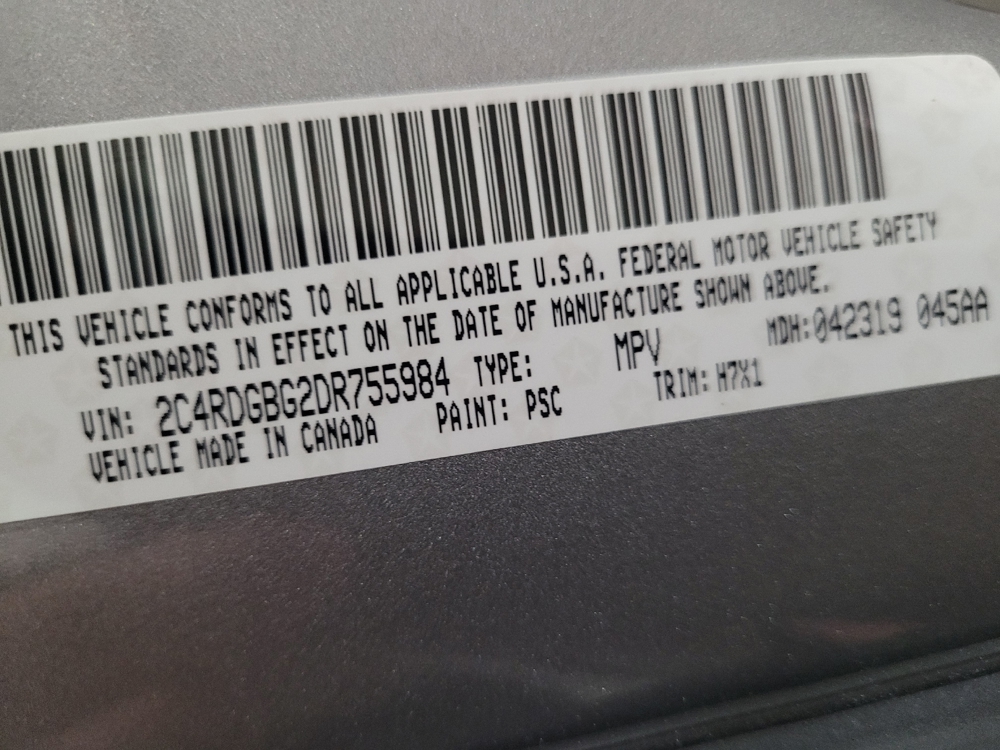 THIS VEHICLE CONFORMS TO ALL APPLICABLE U.S.A. FEDERAL MOTOR VEHICLE SAFETY
STANDARDS IN EFFECT ON THE DATE OF MANUFACTURE SHOWN ABOVE.
VIN: 2C4RDGBG2DR755984 TYPE: MPV MDH:042319 045AA
VEHICLE MADE IN CANADA PAINT: PSC TRIM: H7X1